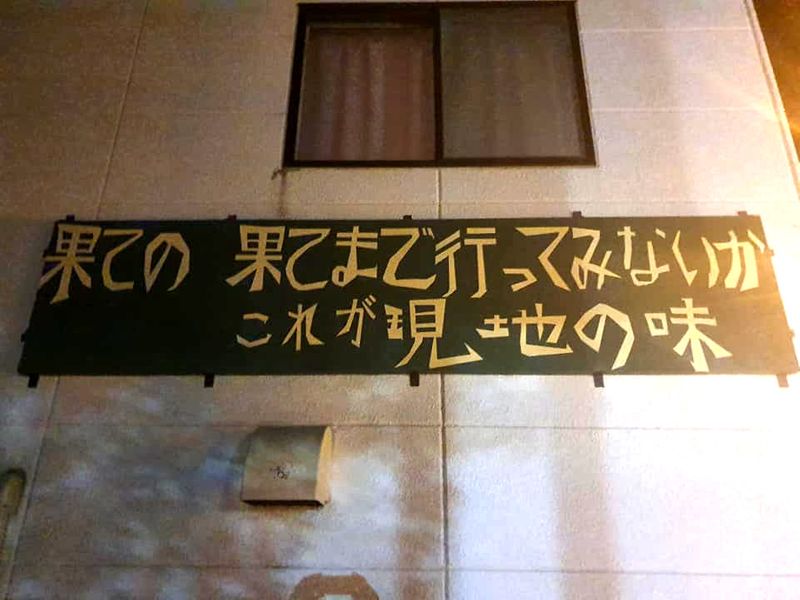 果ての 果てまで行ってみないか
これが現地の味